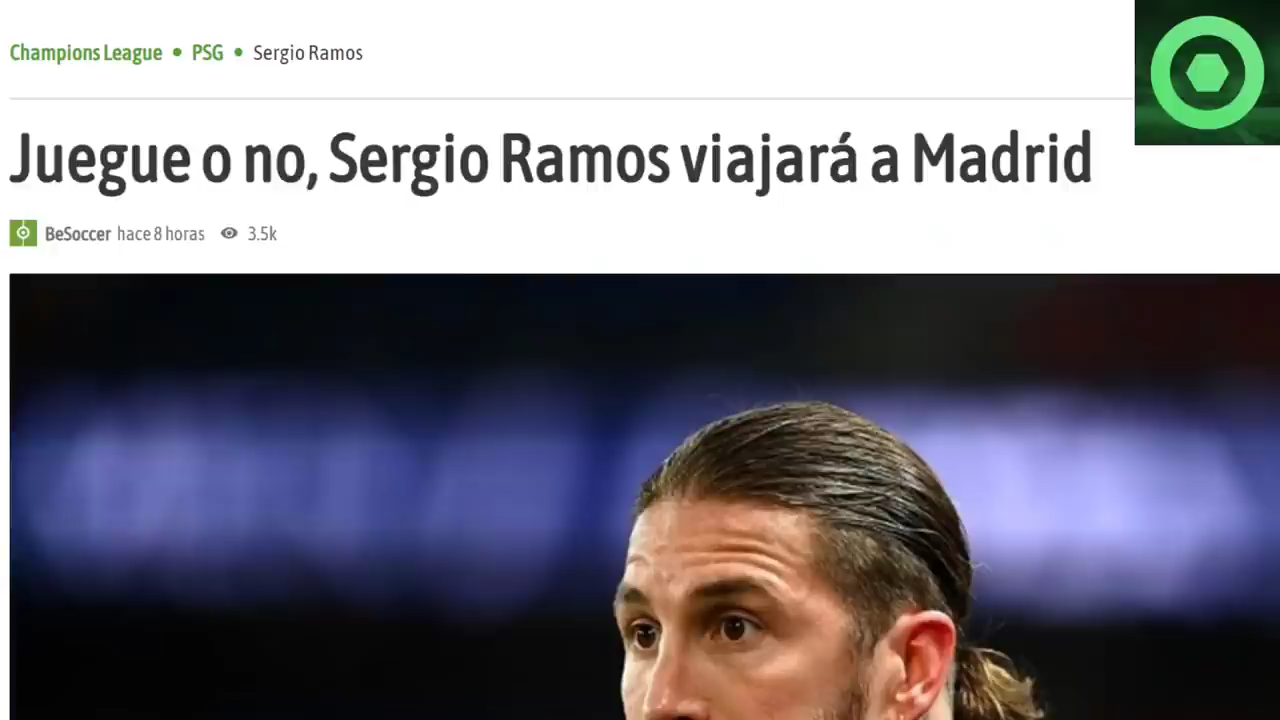 Champions League • PSG • Sergio Ramos
Juegue o no, Sergio Ramos viajará a Madrid
BeSoccer hace 8 horas 3.5k